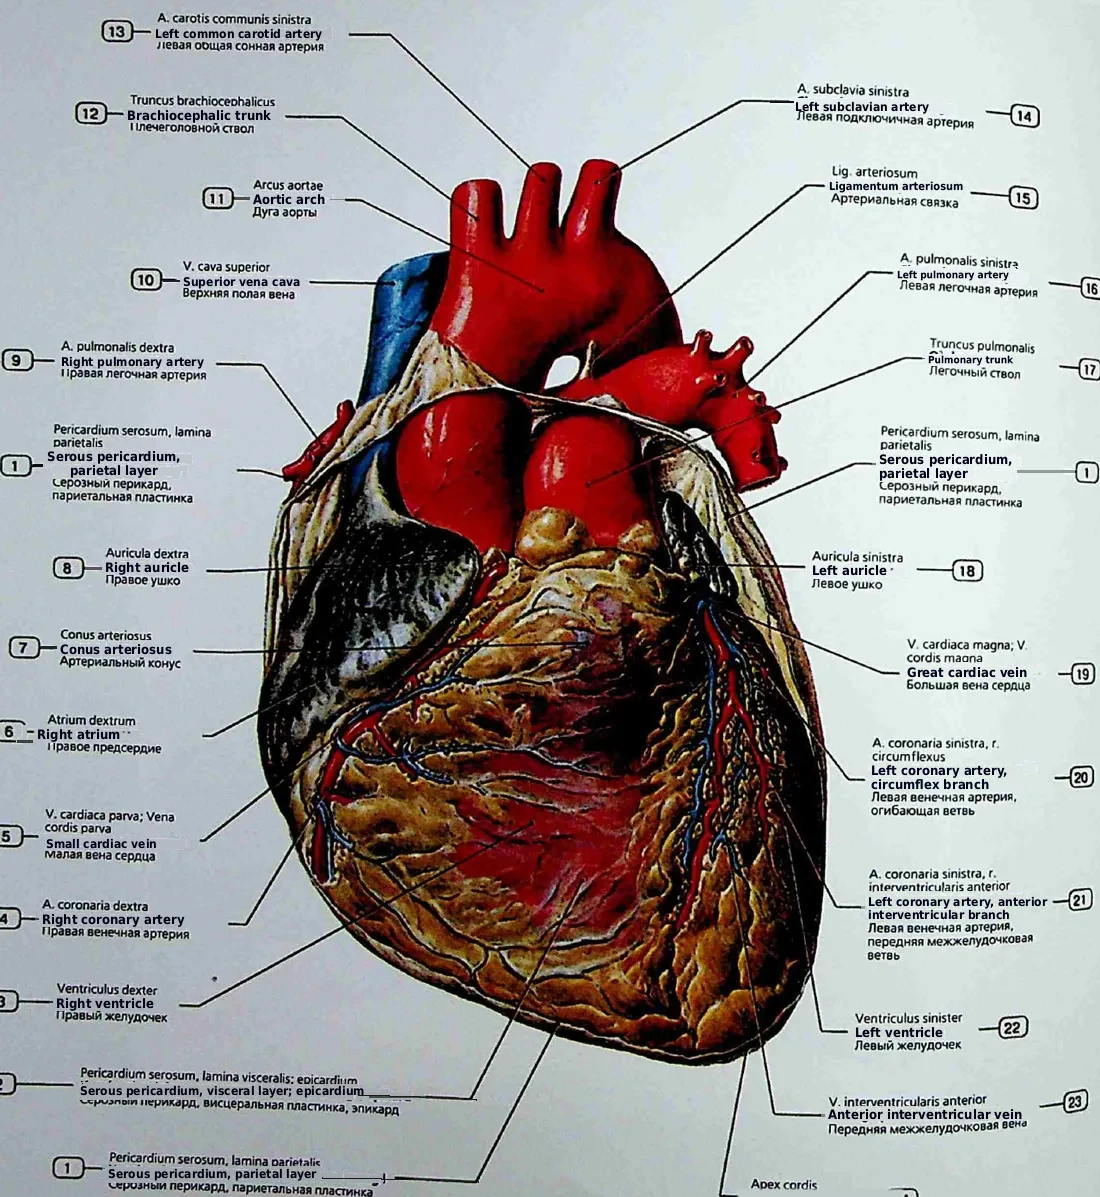 13
A. carotis communis sinistra
Left common carotid artery
Левая общая сонная артерия
12
Truncus brachiocephalicus
Brachiocephalic trunk
Плечеголовной ствол
11
Arcus aortae
Aortic arch
Дуга аорты
10
V. cava superior
Superior vena cava
Верхняя полая вена
9
A. pulmonalis dextra
Right pulmonary artery
Правая легочная артерия
1
Pericardium serosum, lamina
parietalis
Serous pericardium,
parietal layer
Серозный перикард,
париетальная пластинка
8
Auricula dextra
Right auricle
Правое ушко
7
Conus arteriosus
Conus arteriosus
Артериальный конус
6
Atrium dextrum
Right atrium
Правое предсердие
5
V. cardiaca parva; Vena
cordis parva
Small cardiac vein
Малая вена сердца
4
A. coronaria dextra
Right coronary artery
Правая венечная артерия
3
Ventriculus dexter
Right ventricle
Правый желудочек
2
Pericardium serosum, lamina visceralis; epicardium
Serous pericardium, visceral layer; epicardium
Серозный перикард, висцеральная пластинка, эпикард
1
Pericardium serosum, lamina parietalis
Serous pericardium, parietal layer
Серозный перикард, париетальная пластинка
A. subclavia sinistra
Left subclavian artery
Левая подключичная артерия
14
Lig. arteriosum
Ligamentum arteriosum
Артериальная связка
15
A. pulmonalis sinistra
Left pulmonary artery
Левая легочная артерия
16
Truncus pulmonalis
Pulmonary trunk
Легочный ствол
17
Pericardium serosum, lamina
parietalis
Serous pericardium,
parietal layer
Серозный перикард,
париетальная пластинка
1
Auricula sinistra
Left auricle
Левое ушко
18
V. cardiaca magna; V.
cordis magna
Great cardiac vein
Большая вена сердца
19
A. coronaria sinistra, r.
circumflexus
Left coronary artery,
circumflex branch
Левая венечная артерия,
огибающая ветвь
20
A. coronaria sinistra, r.
interventricularis anterior
Left coronary artery, anterior
interventricular branch
Левая венечная артерия,
передняя межжелудочковая
ветвь
21
Ventriculus sinister
Left ventricle
Левый желудочек
22
V. interventricularis anterior
Anterior interventricular vein
Передняя межжелудочковая вена
23
Apex cordis